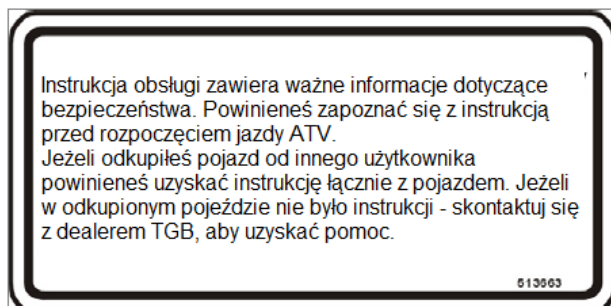 Instrukcja obsługi zawiera ważne informacje dotyczące
bezpieczeństwa. Powinieneś zapoznać się z instrukcją
przed rozpoczęciem jazdy ATV.
Jeżeli odkupiłeś pojazd od innego użytkownika
powinieneś uzyskać instrukcję łącznie z pojazdem. Jeżeli
w odkupionym pojeździe nie było instrukcji - skontaktuj się
z dealerem TGB, aby uzyskać pomoc.
513663